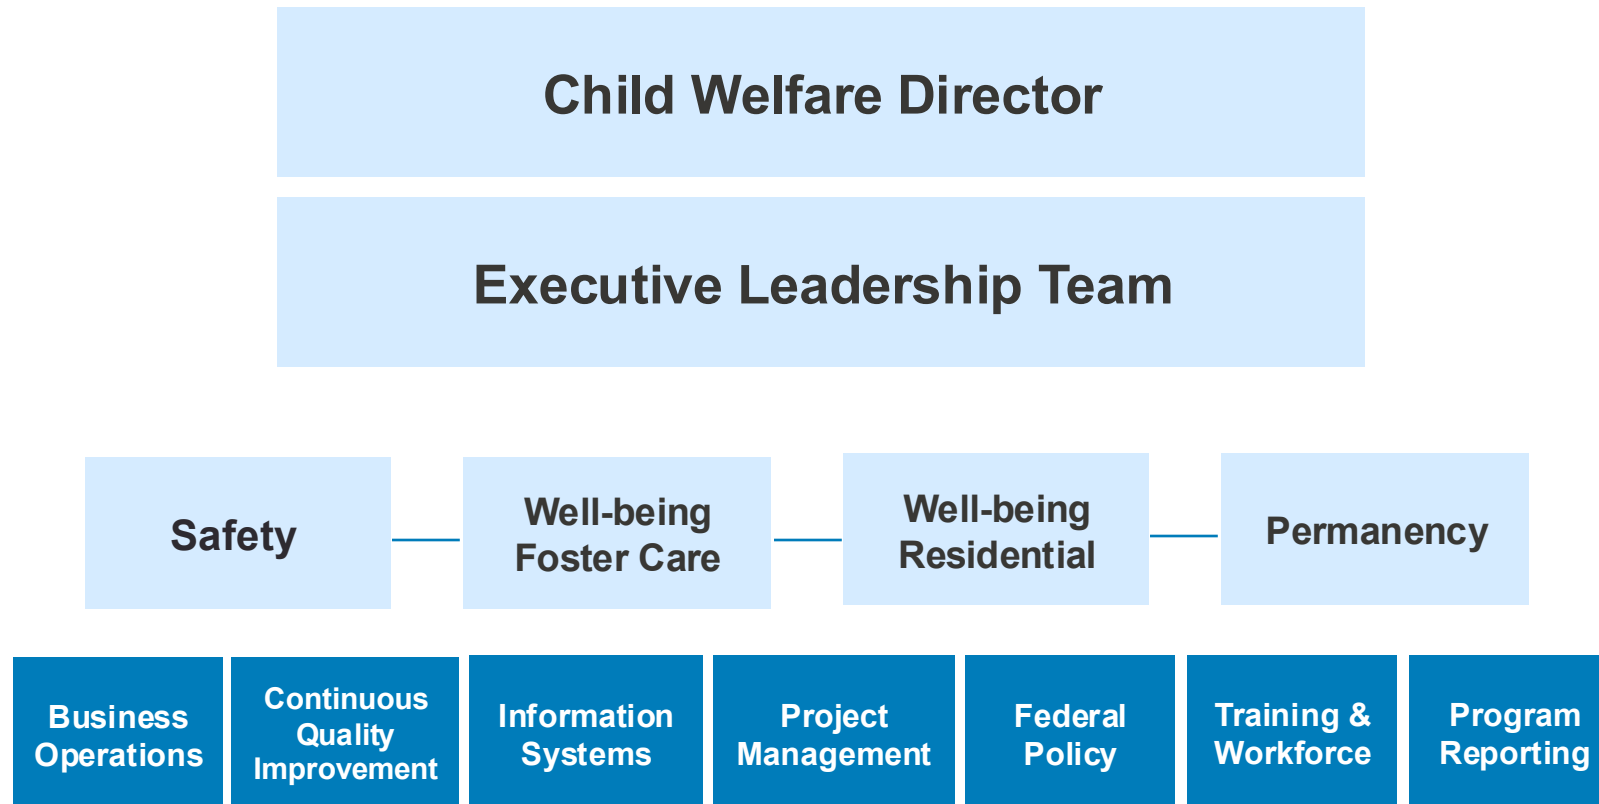 Child Welfare Director
Executive Leadership Team
Safety
Well-being
Foster Care
Well-being
Residential
Permanency
Business
Operations
Continuous
Quality
Improvement
Information
Systems
Project
Management
Federal
Policy
Training &
Workforce
Program
Reporting